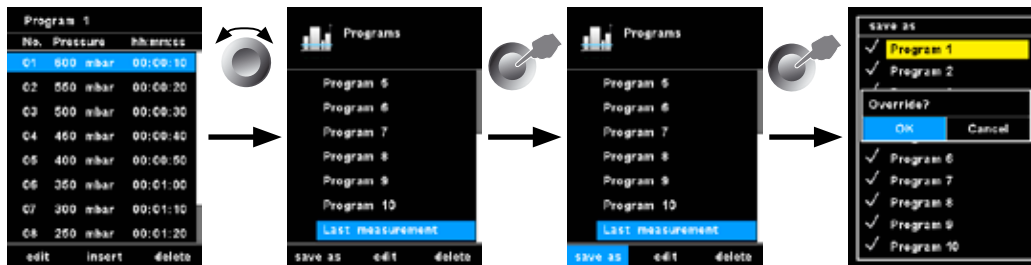 Program 1
No. Pressure hh:mm:ss
01 600 mbar 00:00:10
02 550 mbar 00:00:20
03 500 mbar 00:00:30
04 450 mbar 00:00:40
05 400 mbar 00:00:50
06 350 mbar 00:01:00
07 300 mbar 00:01:10
08 250 mbar 00:01:20
edit insert delete
Programs
Program 5
Program 6
Program 7
Program 8
Program 9
Program 10
Last measurement
save as edit delete
Programs
Program 5
Program 6
Program 7
Program 8
Program 9
Program 10
Last measurement
save as edit delete
save as
Program 1
Program 2
Override?
OK Cancel
Program 6
Program 7
Program 8
Program 9
Program 10